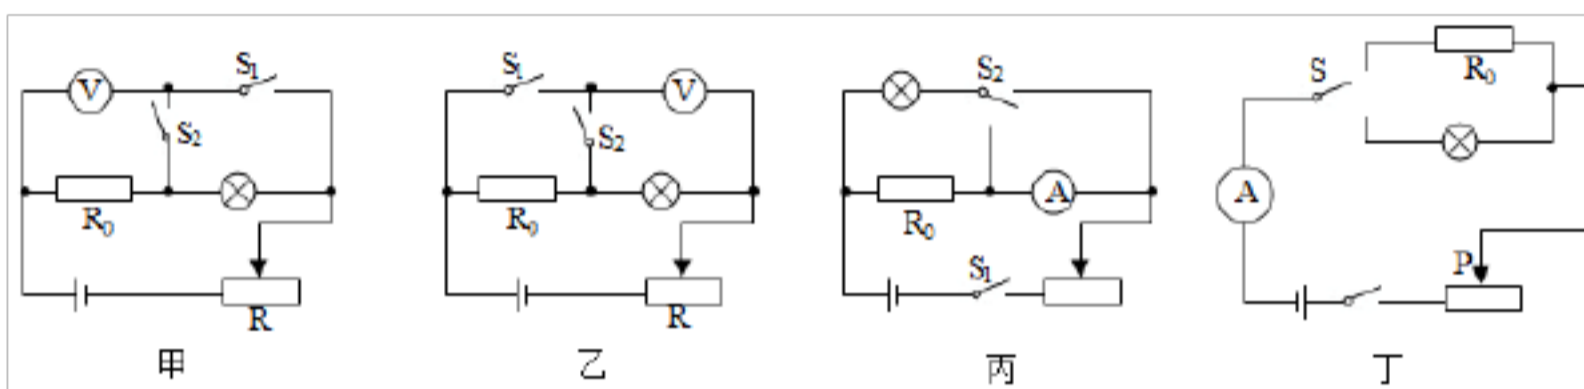 V S₁ S₂ R₀ R
S₁ V S₂ R₀ R
S₂ A R₀ S₁
S R₀ A P
甲 乙 丙 丁